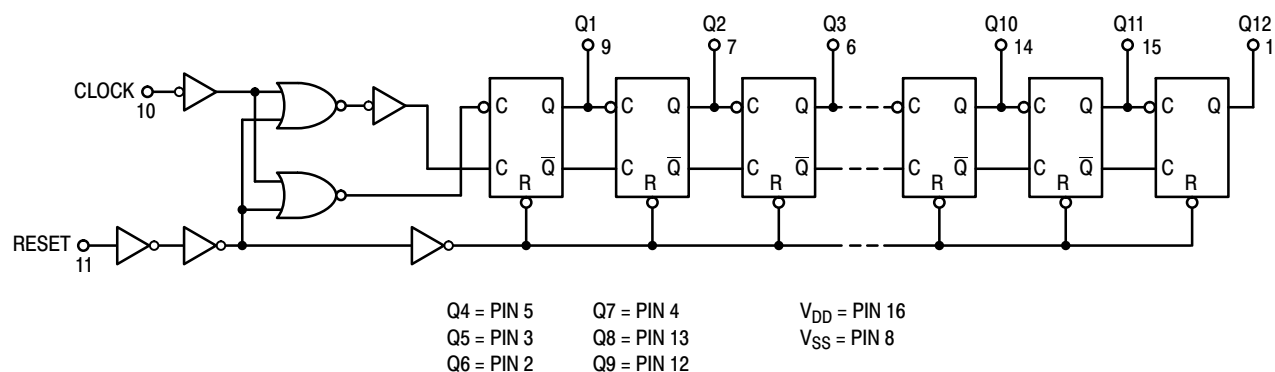 Q1 Q2 Q3 Q10 Q11 Q12
9 7 6 14 15 1
CLOCK
10
C Q C Q C Q C Q C Q C Q
C Q̅ C Q̅ C Q̅ C Q̅ C Q̅ C
R R R R R R
RESET
11
Q4 = PIN 5 Q7 = PIN 4 VDD = PIN 16
Q5 = PIN 3 Q8 = PIN 13 VSS = PIN 8
Q6 = PIN 2 Q9 = PIN 12